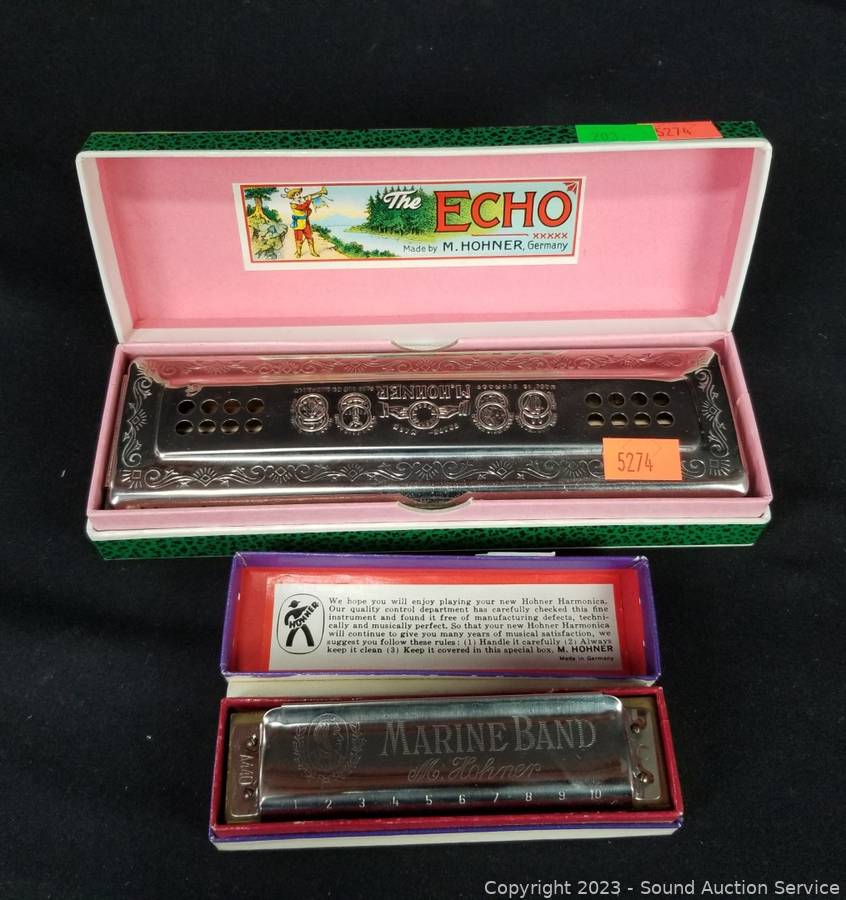 203
5274
The ECHO
XXXXX
Made by M. HOHNER, Germany
M. HOHNER
5274
HOHNER
We hope you will enjoy playing your new Hohner Harmonica.
Our quality control department has carefully checked this fine
instrument and found it free of manufacturing defects, techni-
cally and musically perfect. So that your new Hohner Harmonica
will continue to give you many years of musical satisfaction, we
suggest you follow these rules: (1) Handle it carefully (2) Always
keep it clean (3) Keep it covered in this special box. M. HOHNER
Made in Germany
MARINE BAND
M. Hohner
1 2 3 4 5 6 7 8 9 10
Copyright 2023 - Sound Auction Service